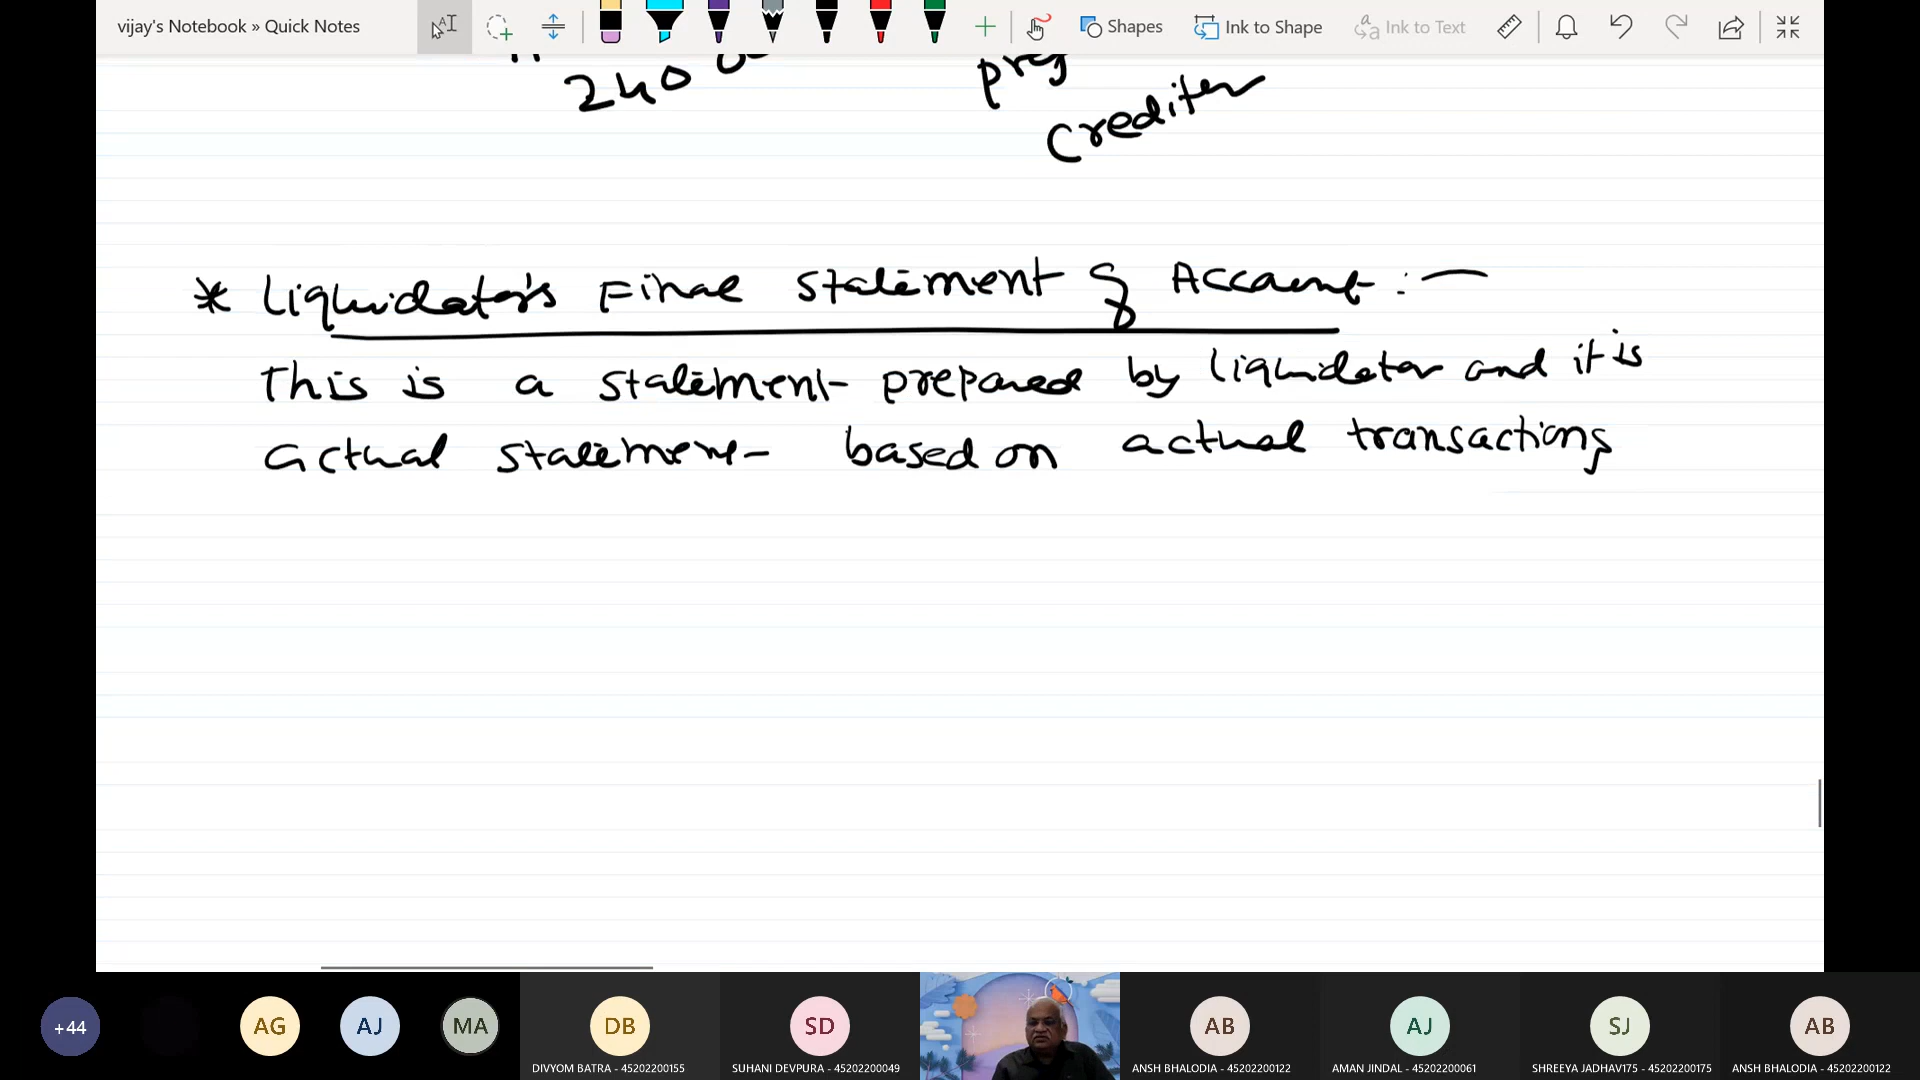 vijay's Notebook » Quick Notes
Shapes
Ink to Shape
Ink to Text
240
Crediter
* Liquidator's Final Statement of Account :—
This is a statement prepared by liquidator and it is
actual statement based on actual transactions
+44
AG
AJ
MA
DB
SD
AB
AJ
SJ
AB
DIVYOM BATRA - 45202200155
SUHANI DEVPURA - 45202200049
ANSH BHALODIA - 45202200122
AMAN JINDAL - 45202200061
SHREEYA JADHAV175 - 45202200175
ANSH BHALODIA - 45202200122